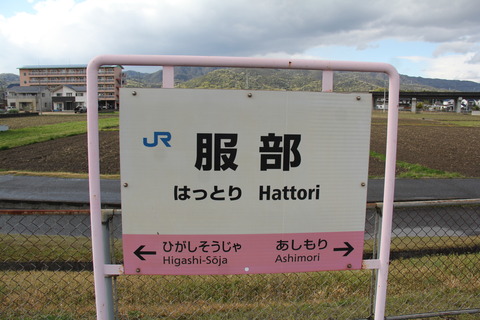 JR 服部
はっとり Hattori
← ひがしそうじゃ あしもり →
Higashi-Sōja Ashimori